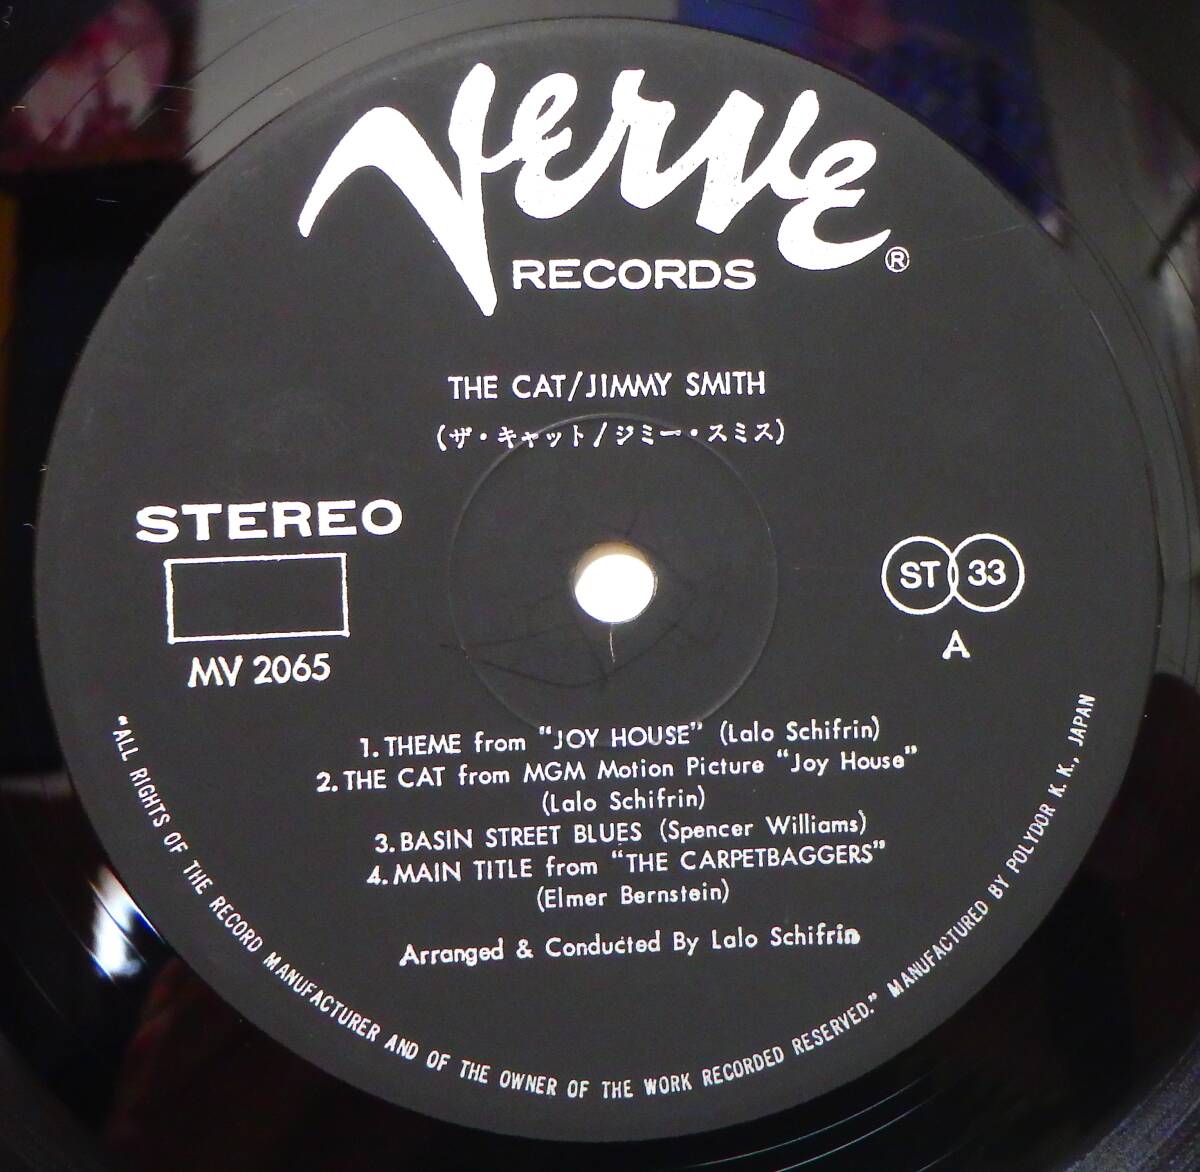 Verve
RECORDS ®
THE CAT/JIMMY SMITH
(ザ・キャット/ジミー・スミス)
STEREO
MV 2065
ST 33
A
1. THEME from "JOY HOUSE" (Lalo Schifrin)
2. THE CAT from MGM Motion Picture "Joy House"
(Lalo Schifrin)
3. BASIN STREET BLUES (Spencer Williams)
4. MAIN TITLE from "THE CARPETBAGGERS"
(Elmer Bernstein)
Arranged & Conducted By Lalo Schifrin
"ALL RIGHTS OF THE RECORD MANUFACTURER AND OF THE OWNER OF THE WORK RECORDED RESERVED." MANUFACTURED BY POLYDOR K. K., JAPAN